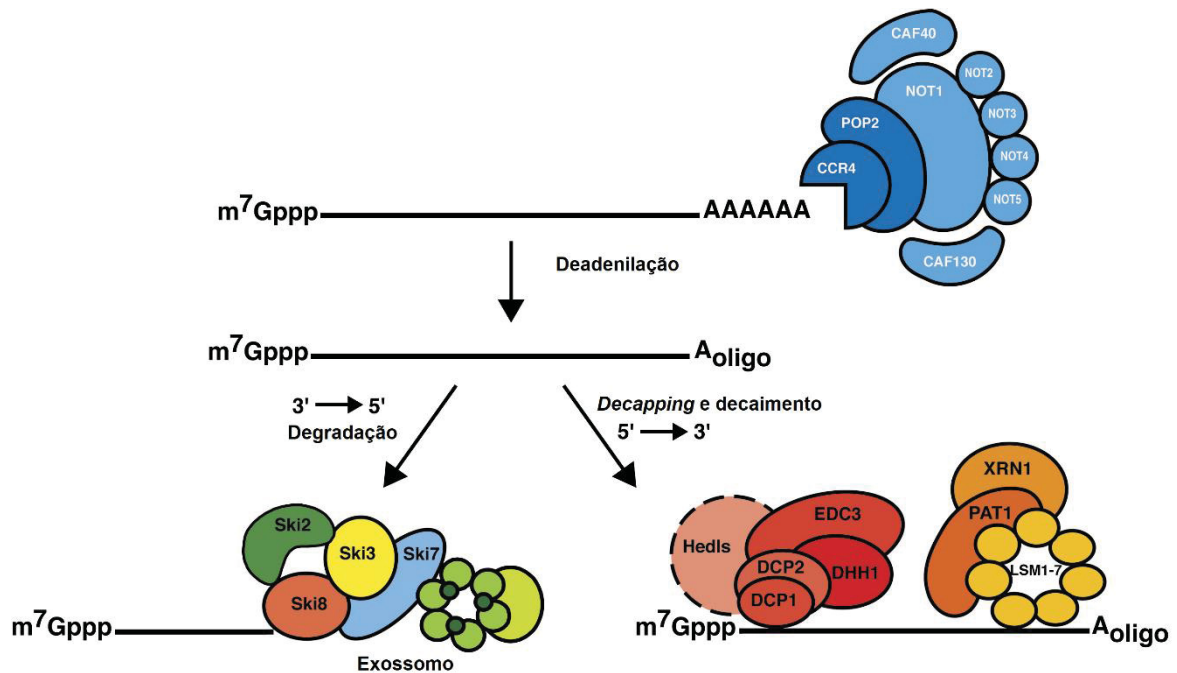 CAF40
NOT1
NOT2
NOT3
NOT4
NOT5
POP2
CCR4
CAF130
m7Gppp
AAAAAA
Deadenilação
m7Gppp
Aoligo
3' → 5'
Degradação
Decapping e decaimento
5' → 3'
Ski2
Ski3
Ski7
Ski8
m7Gppp
Exossomo
XRN1
EDC3
PAT1
Hedls
DCP2
DHH1
LSM1-7
DCP1
m7Gppp
Aoligo